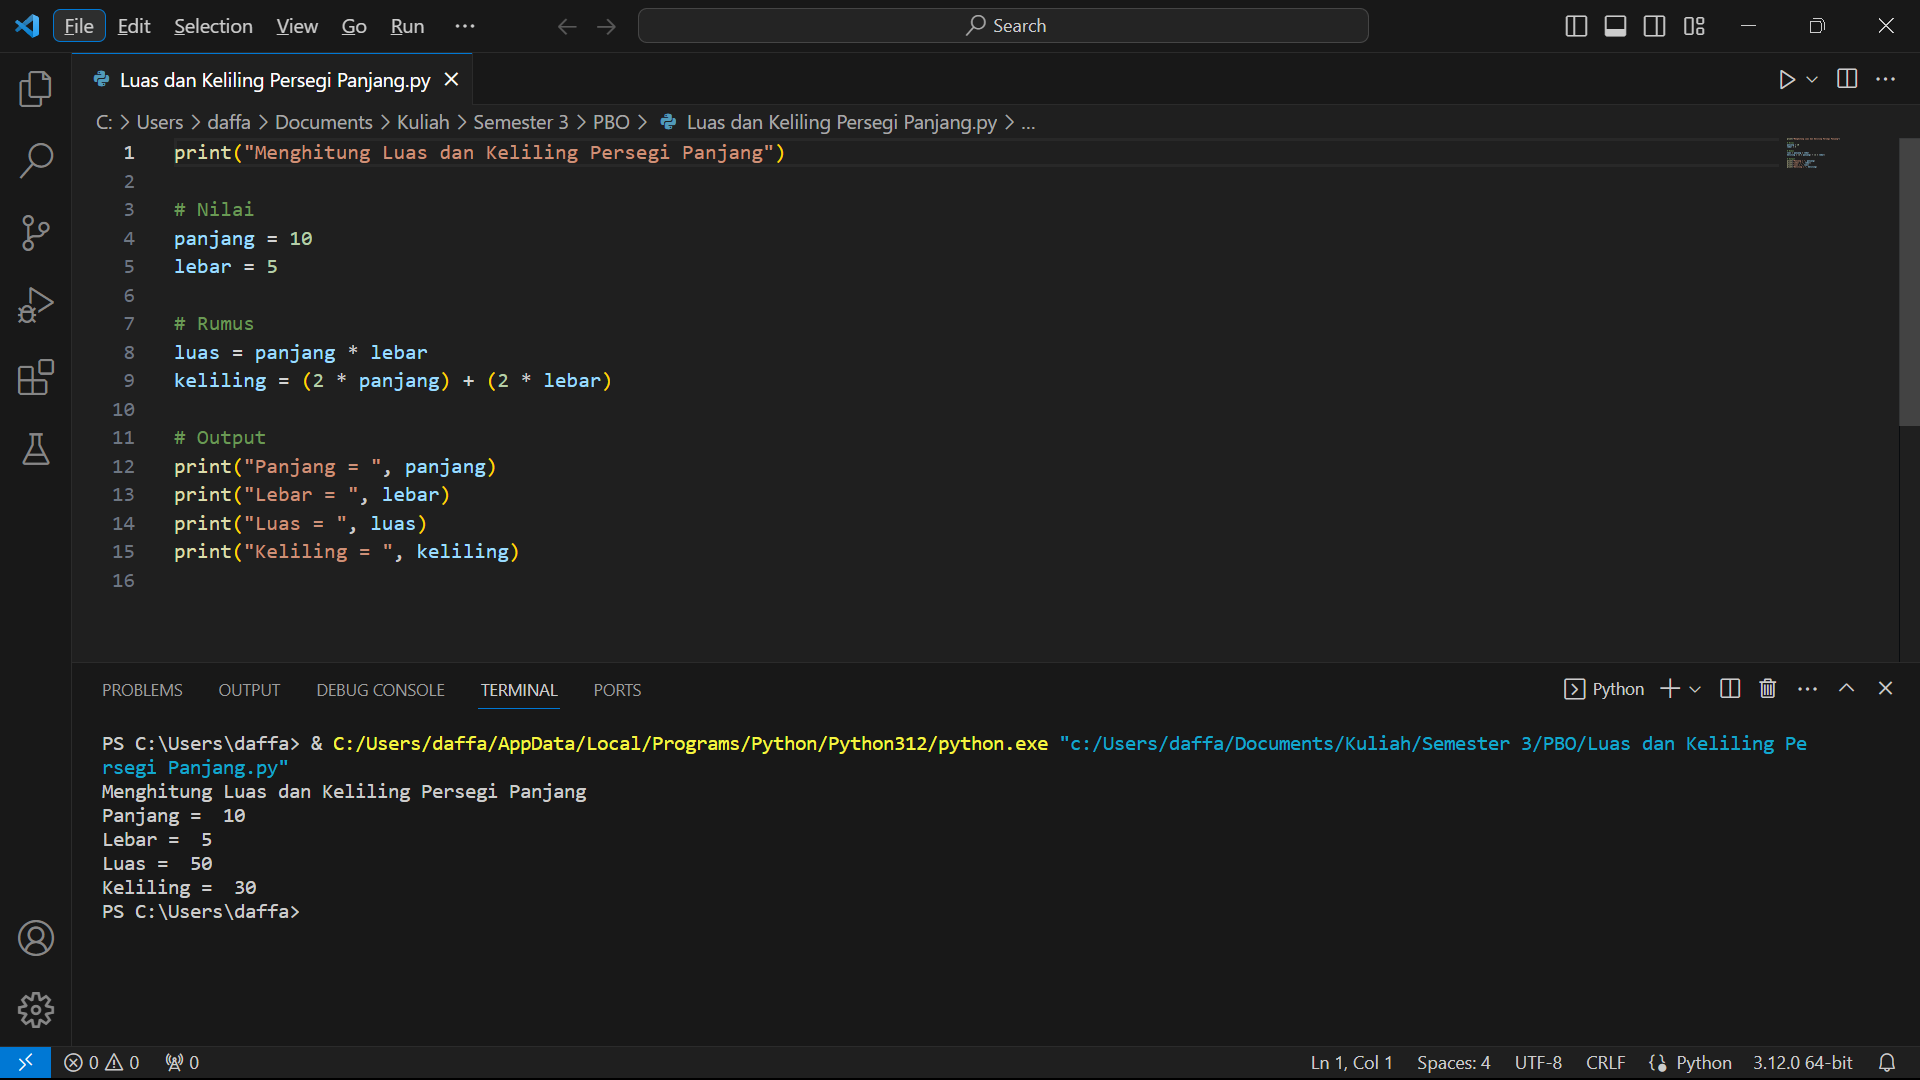 File Edit Selection View Go Run ··· Search
Luas dan Keliling Persegi Panjang.py
C: > Users > daffa > Documents > Kuliah > Semester 3 > PBO > Luas dan Keliling Persegi Panjang.py > ...
1 print("Menghitung Luas dan Keliling Persegi Panjang")
2
3 # Nilai
4 panjang = 10
5 lebar = 5
6
7 # Rumus
8 luas = panjang * lebar
9 keliling = (2 * panjang) + (2 * lebar)
10
11 # Output
12 print("Panjang = ", panjang)
13 print("Lebar = ", lebar)
14 print("Luas = ", luas)
15 print("Keliling = ", keliling)
16
PROBLEMS OUTPUT DEBUG CONSOLE TERMINAL PORTS Python
PS C:\Users\daffa> & C:/Users/daffa/AppData/Local/Programs/Python/Python312/python.exe "c:/Users/daffa/Documents/Kuliah/Semester 3/PBO/Luas dan Keliling Pe
rsegi Panjang.py"
Menghitung Luas dan Keliling Persegi Panjang
Panjang =  10
Lebar =  5
Luas =  50
Keliling =  30
PS C:\Users\daffa>
0 0 0 Ln 1, Col 1 Spaces: 4 UTF-8 CRLF Python 3.12.0 64-bit